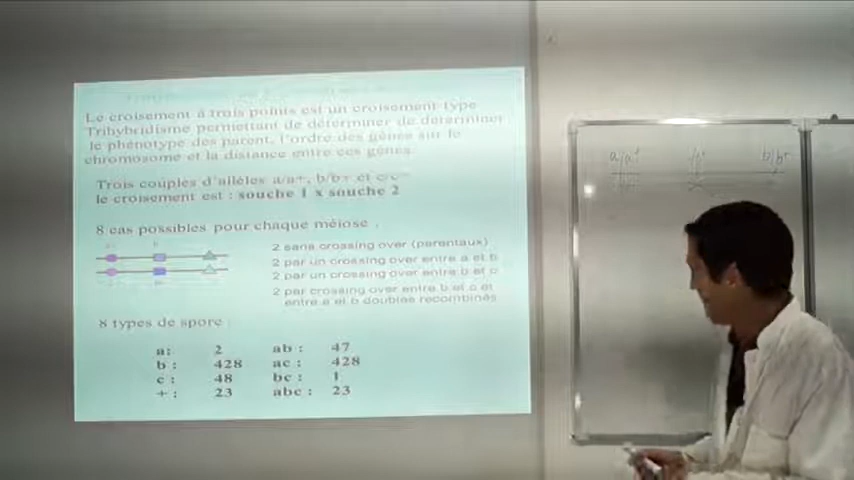 Le croisement à trois points est un croisement type
Trihybridisme permettant de déterminer de déterminer
le phénotype des parent, l'ordre des gènes sur le
chromosome et la distance entre ces gènes.
Trois couples d'allèles a/a+, b/b+ et c/c+
le croisement est : souche 1 x souche 2
8 cas possibles pour chaque méiose :
2 sans crossing over (parentaux)
2 par un crossing over entre a et b
2 par un crossing over entre b et c
2 par crossing over entre b et c et
entre a et b doubles recombinés
8 types de spore :
a: 2 ab : 47
b : 428 ac : 428
c : 48 bc : 1
+ : 23 abc : 23
a/a+ b/b+